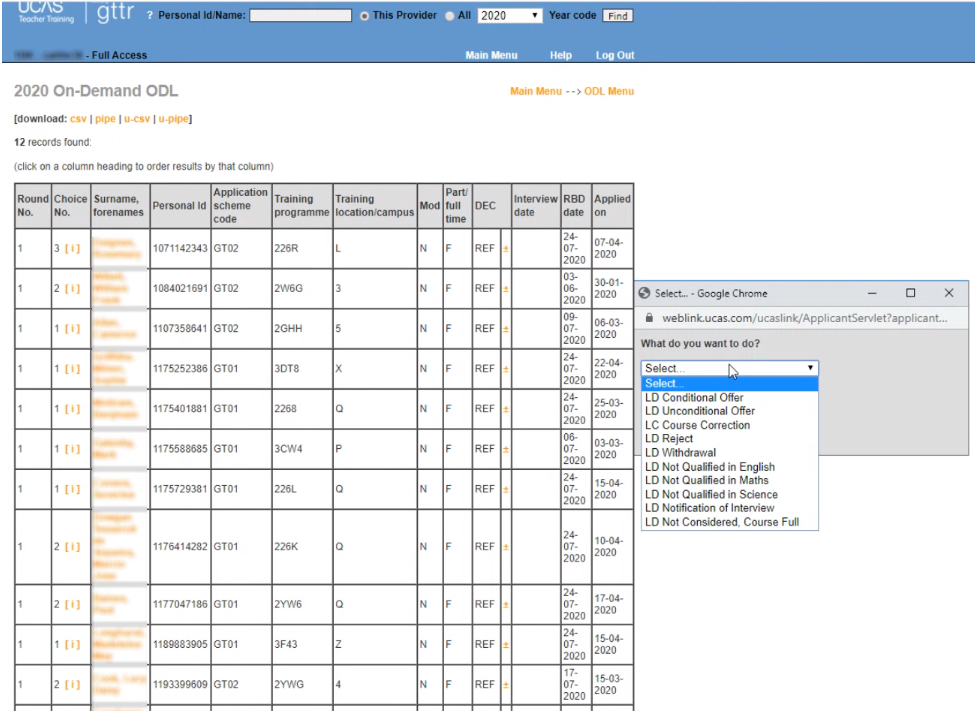 UCAS gttr ? Personal Id/Name: This Provider All 2020 Year code Find
Teacher Training
- Full Access Main Menu Help Log Out
2020 On-Demand ODL Main Menu --> ODL Menu
[download: csv | pipe | u-csv | u-pipe]
12 records found:
(click on a column heading to order results by that column)
Round No. Choice No. Surname, forenames Personal Id Application scheme code Training programme Training location/campus Mod Part/ full time DEC Interview date RBD date Applied on
1 3 [ i ] 1071142343 GT02 226R L N F REF ± 24-07-2020 07-04-2020
1 2 [ i ] 1084021691 GT02 2W6G 3 N F REF ± 03-06-2020 30-01-2020
1 1 [ i ] 1107358641 GT02 2GHH 5 N F REF ± 09-07-2020 06-03-2020
1 1 [ i ] 1175252386 GT01 3DT8 X N F REF ± 24-07-2020 22-04-2020
1 1 [ i ] 1175401881 GT01 2268 Q N F REF ± 24-07-2020 25-03-2020
1 1 [ i ] 1175588685 GT01 3CW4 P N F REF ± 06-07-2020 03-03-2020
1 1 [ i ] 1175729381 GT01 226L Q N F REF ± 24-07-2020 15-04-2020
1 2 [ i ] 1176414282 GT01 226K Q N F REF ± 24-07-2020 10-04-2020
1 2 [ i ] 1177047186 GT01 2YW6 Q N F REF ± 24-07-2020 17-04-2020
1 1 [ i ] 1189883905 GT01 3F43 Z N F REF ± 24-07-2020 15-04-2020
1 2 [ i ] 1193399609 GT02 2YWG 4 N F REF ± 17-07-2020 15-03-2020
Select... - Google Chrome
weblink.ucas.com/ucaslink/ApplicantServlet?applicant...
What do you want to do?
Select...
Select...
LD Conditional Offer
LD Unconditional Offer
LC Course Correction
LD Reject
LD Withdrawal
LD Not Qualified in English
LD Not Qualified in Maths
LD Not Qualified in Science
LD Notification of Interview
LD Not Considered, Course Full